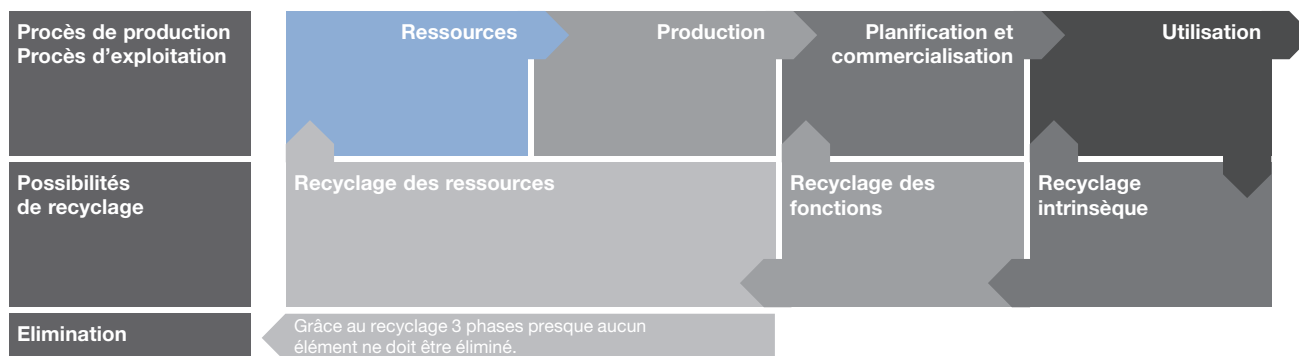 Procès de production
Procès d’exploitation
Ressources
Production
Planification et
commercialisation
Utilisation
Possibilités
de recyclage
Recyclage des ressources
Recyclage des
fonctions
Recyclage
intrinsèque
Elimination
Grâce au recyclage 3 phases presque aucun
élément ne doit être éliminé.